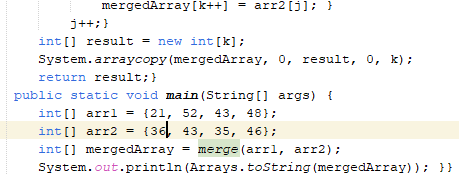 mergedArray[k++] = arr2[j]; }
j++;}
int[] result = new int[k];
System.arraycopy(mergedArray, 0, result, 0, k);
return result;}
public static void main(String[] args) {
int[] arr1 = {21, 52, 43, 48};
int[] arr2 = {36, 43, 35, 46};
int[] mergedArray = merge(arr1, arr2);
System.out.println(Arrays.toString(mergedArray)); }}